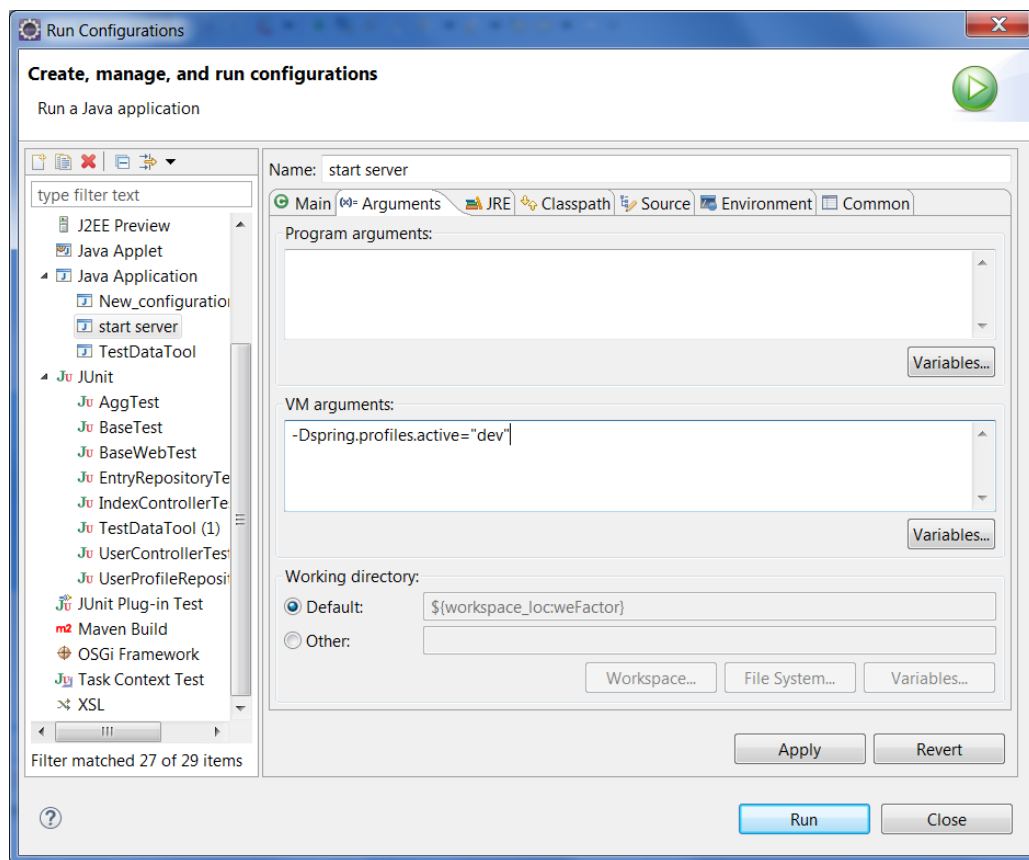 Run Configurations
Create, manage, and run configurations
Run a Java application
type filter text
J2EE Preview
Java Applet
Java Application
New_configuration
start server
TestDataTool
JUnit
AggTest
BaseTest
BaseWebTest
EntryRepositoryTe
IndexControllerTe
TestDataTool (1)
UserControllerTest
UserProfileReposit
JUnit Plug-in Test
Maven Build
OSGi Framework
Task Context Test
XSL
Filter matched 27 of 29 items
Name: start server
Main (x)= Arguments JRE Classpath Source Environment Common
Program arguments:
Variables...
VM arguments:
-Dspring.profiles.active="dev"
Variables...
Working directory:
Default: ${workspace_loc:weFactor}
Other:
Workspace... File System... Variables...
Apply Revert
Run Close